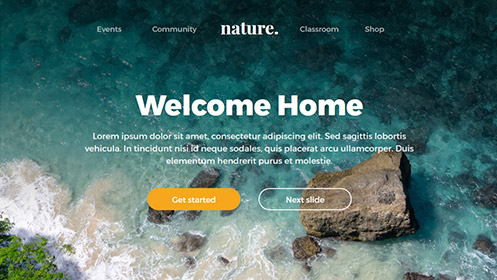 Events Community nature. Classroom Shop
Welcome Home
Lorem ipsum dolor sit amet, consectetur adipiscing elit. Sed sagittis lobortis
vehicula. In tincidunt nisi id neque sodales, quis placerat arcu ullamcorper. Duis
elementum hendrerit purus et molestie.
Get started Next slide